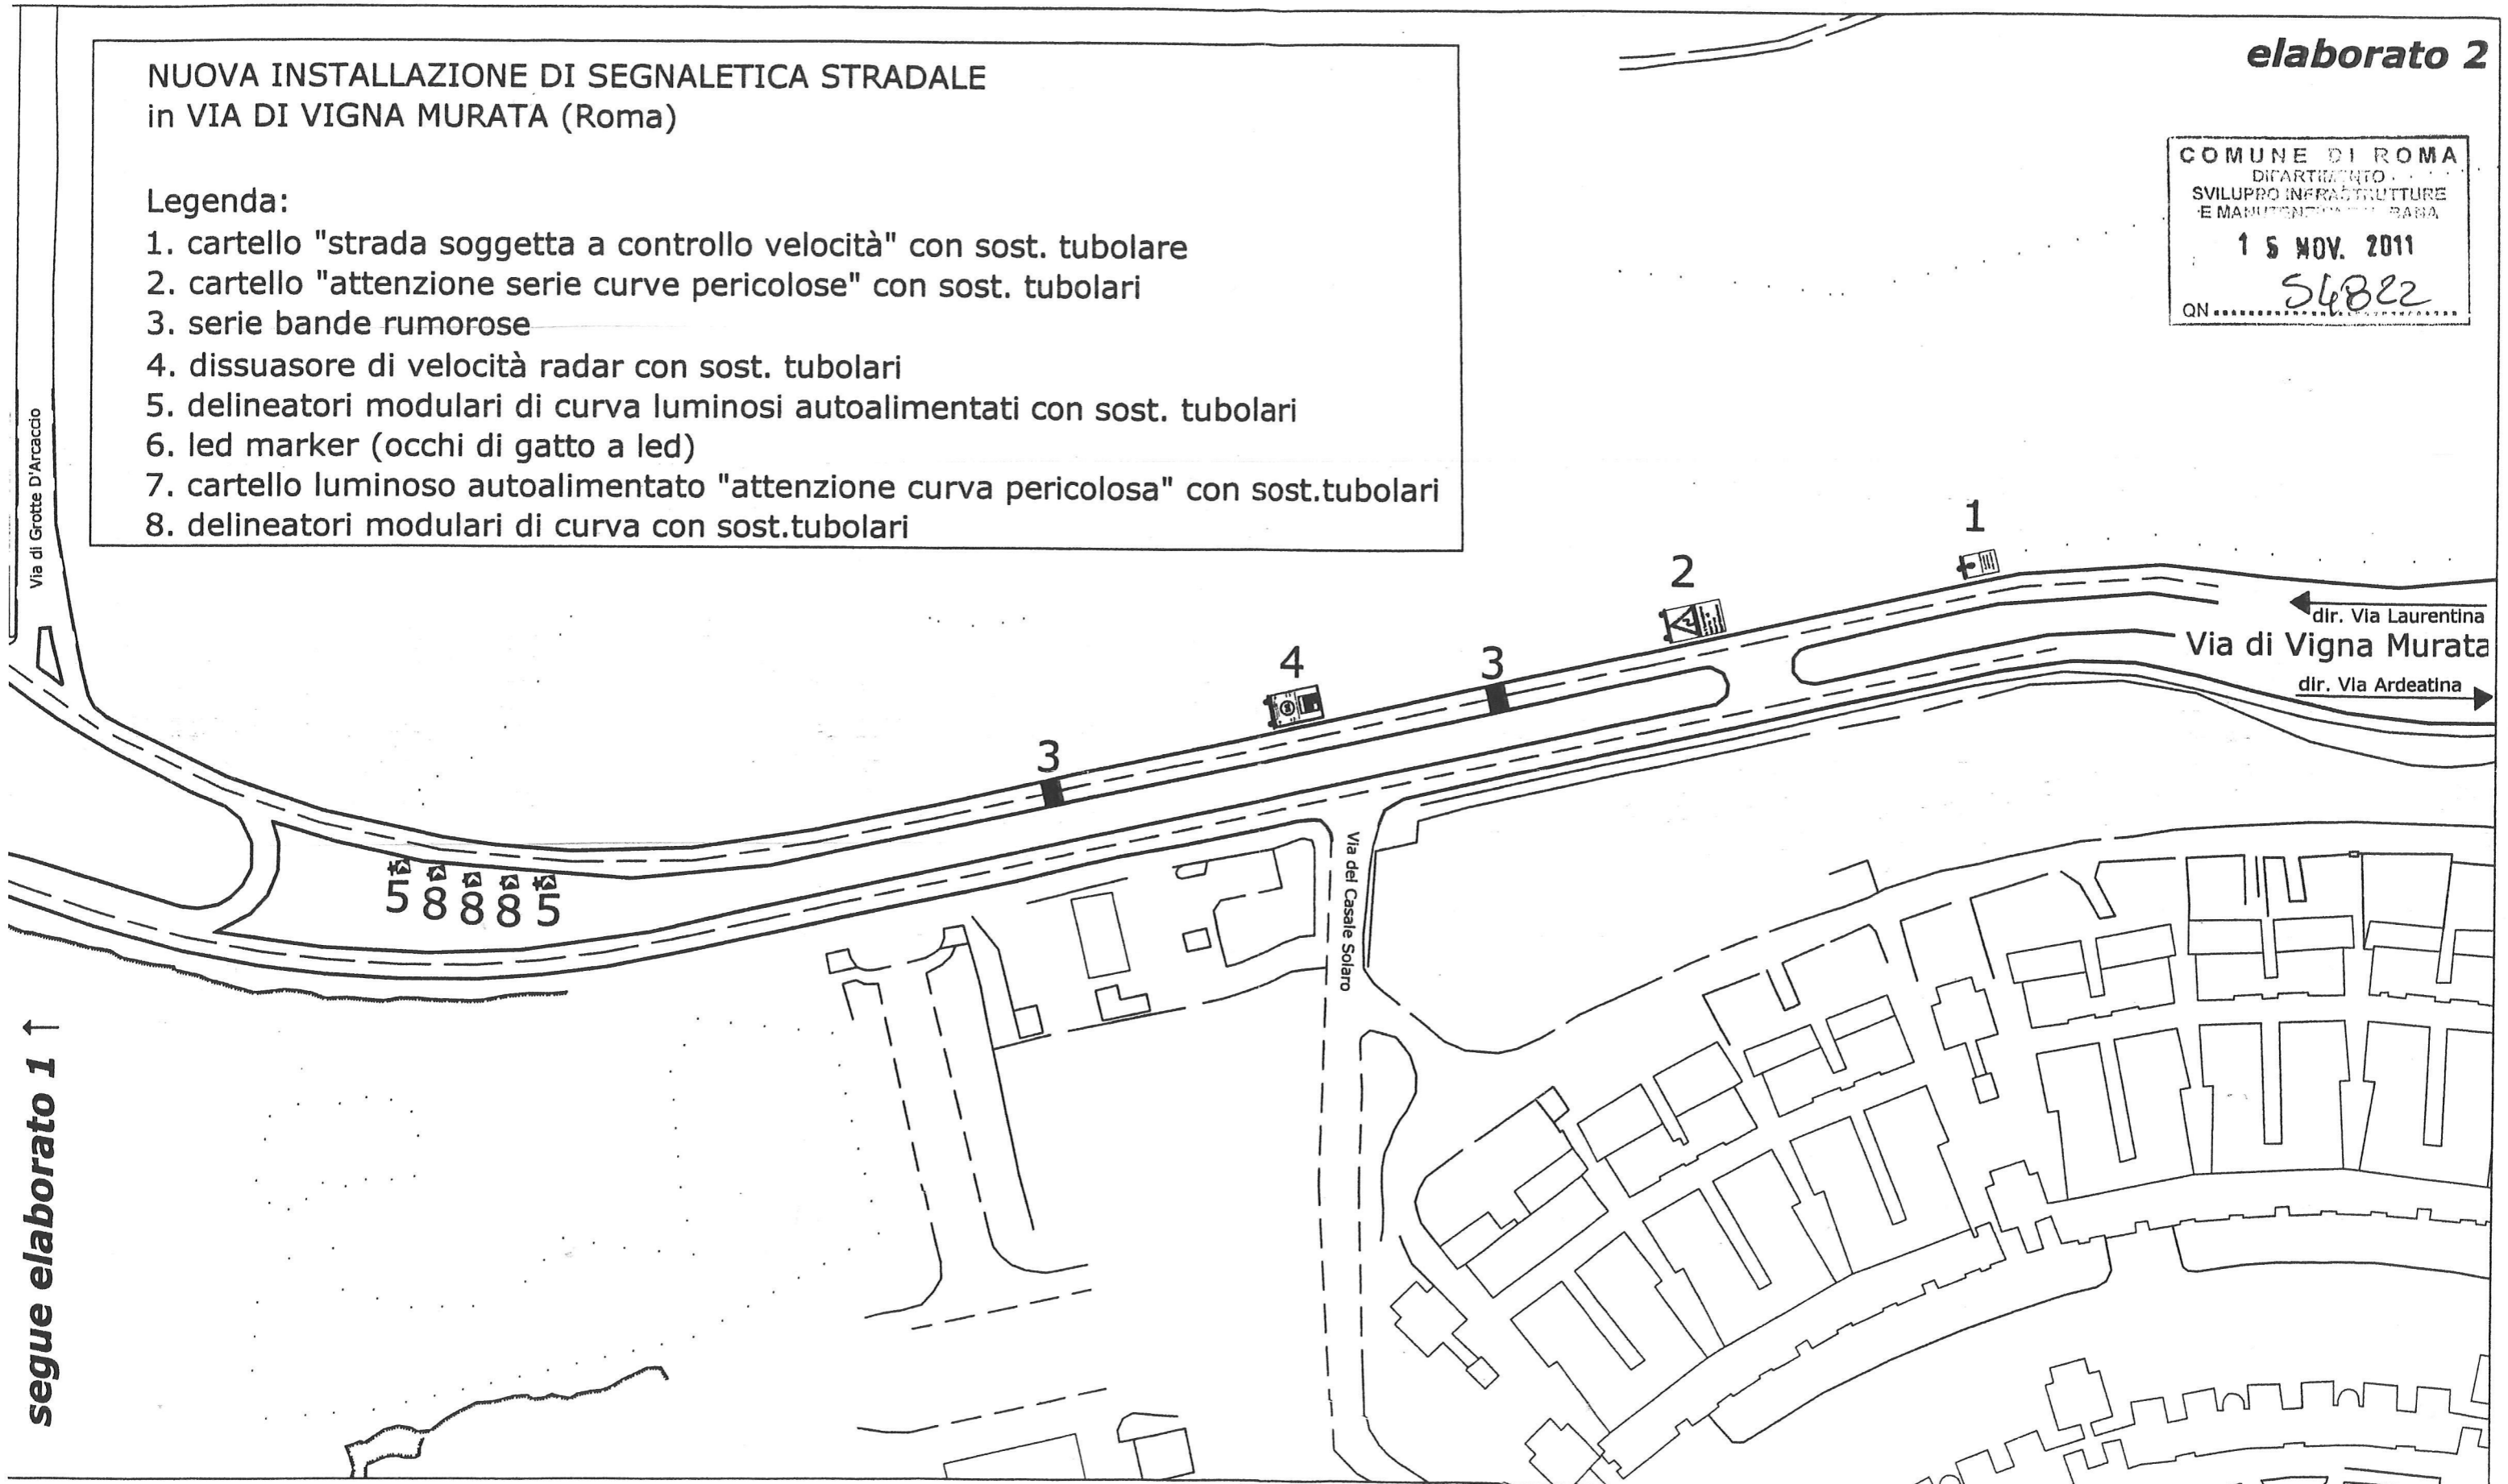 elaborato 2
NUOVA INSTALLAZIONE DI SEGNALETICA STRADALE
in VIA DI VIGNA MURATA (Roma)
Legenda:
1. cartello "strada soggetta a controllo velocità" con sost. tubolare
2. cartello "attenzione serie curve pericolose" con sost. tubolari
3. serie bande rumorose
4. dissuasore di velocità radar con sost. tubolari
5. delineatori modulari di curva luminosi autoalimentati con sost. tubolari
6. led marker (occhi di gatto a led)
7. cartello luminoso autoalimentato "attenzione curva pericolosa" con sost.tubolari
8. delineatori modulari di curva con sost.tubolari
COMUNE DI ROMA
DIPARTIMENTO
SVILUPPO INFRASTRUTTURE
E
15 NOV. 2011
QN 54822
Via di Grotte D'Arcaccio
1
2
3
4
3
dir. Via Laurentina
Via di Vigna Murata
dir. Via Ardeatina
5 8 8 8 5
Via del Casale Solaro
segue elaborato 1 ↑